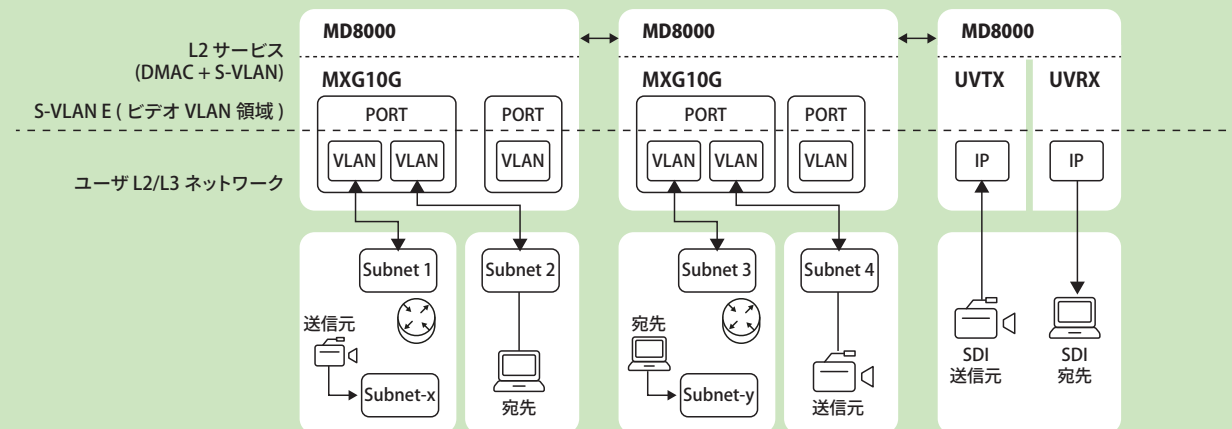 L2 サービス
(DMAC + S-VLAN)
S-VLAN E ( ビデオ VLAN 領域 )
ユーザ L2/L3 ネットワーク
MD8000
MXG10G
PORT
VLAN
VLAN
PORT
VLAN
MD8000
MXG10G
PORT
VLAN
VLAN
PORT
VLAN
MD8000
UVTX
UVRX
IP
IP
Subnet 1
送信元
Subnet-x
Subnet 2
宛先
Subnet 3
宛先
Subnet-y
Subnet 4
送信元
SDI
送信元
SDI
宛先